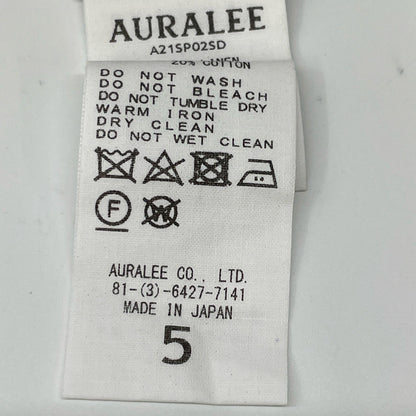 AURALEE
A21SP02SD
20% COTTON
DO NOT WASH
DO NOT BLEACH
DO NOT TUMBLE DRY
WARM IRON
DRY CLEAN
DO NOT WET CLEAN
F W
AURALEE CO., LTD.
81-(3)-6427-7141
MADE IN JAPAN
5